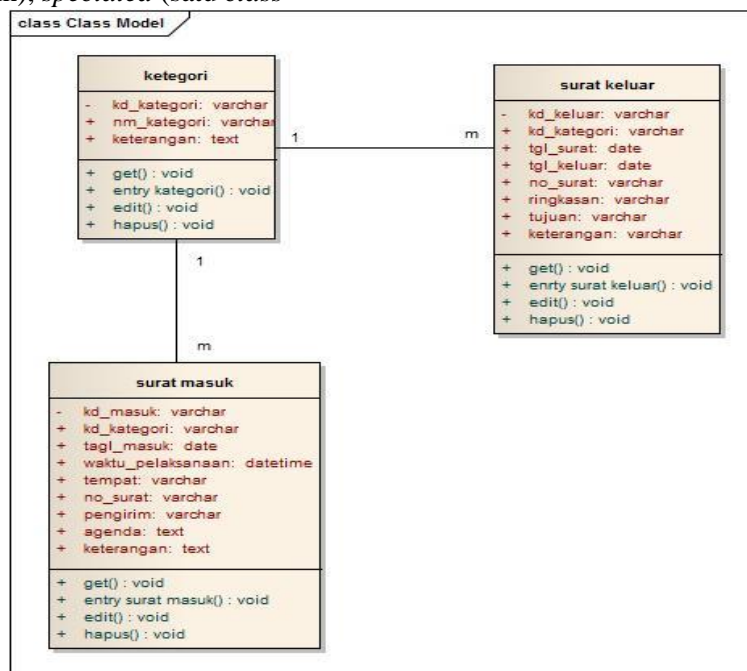 class Class Model
ketegori
- kd_kategori: varchar
+ nm_kategori: varchar
+ keterangan: text
+ get() : void
+ entry kategori() : void
+ edit() : void
+ hapus() : void
1
m
surat keluar
- kd_keluar: varchar
+ kd_kategori: varchar
+ tgl_surat: date
+ tgl_keluar: date
+ no_surat: varchar
+ ringkasan: varchar
+ tujuan: varchar
+ keterangan: varchar
+ get() : void
+ enrty surat keluar() : void
+ edit() : void
+ hapus() : void
1
m
surat masuk
- kd_masuk: varchar
+ kd_kategori: varchar
+ tagl_masuk: date
+ waktu_pelaksanaan: datetime
+ tempat: varchar
+ no_surat: varchar
+ pengirim: varchar
+ agenda: text
+ keterangan: text
+ get() : void
+ entry surat masuk() : void
+ edit() : void
+ hapus() : void